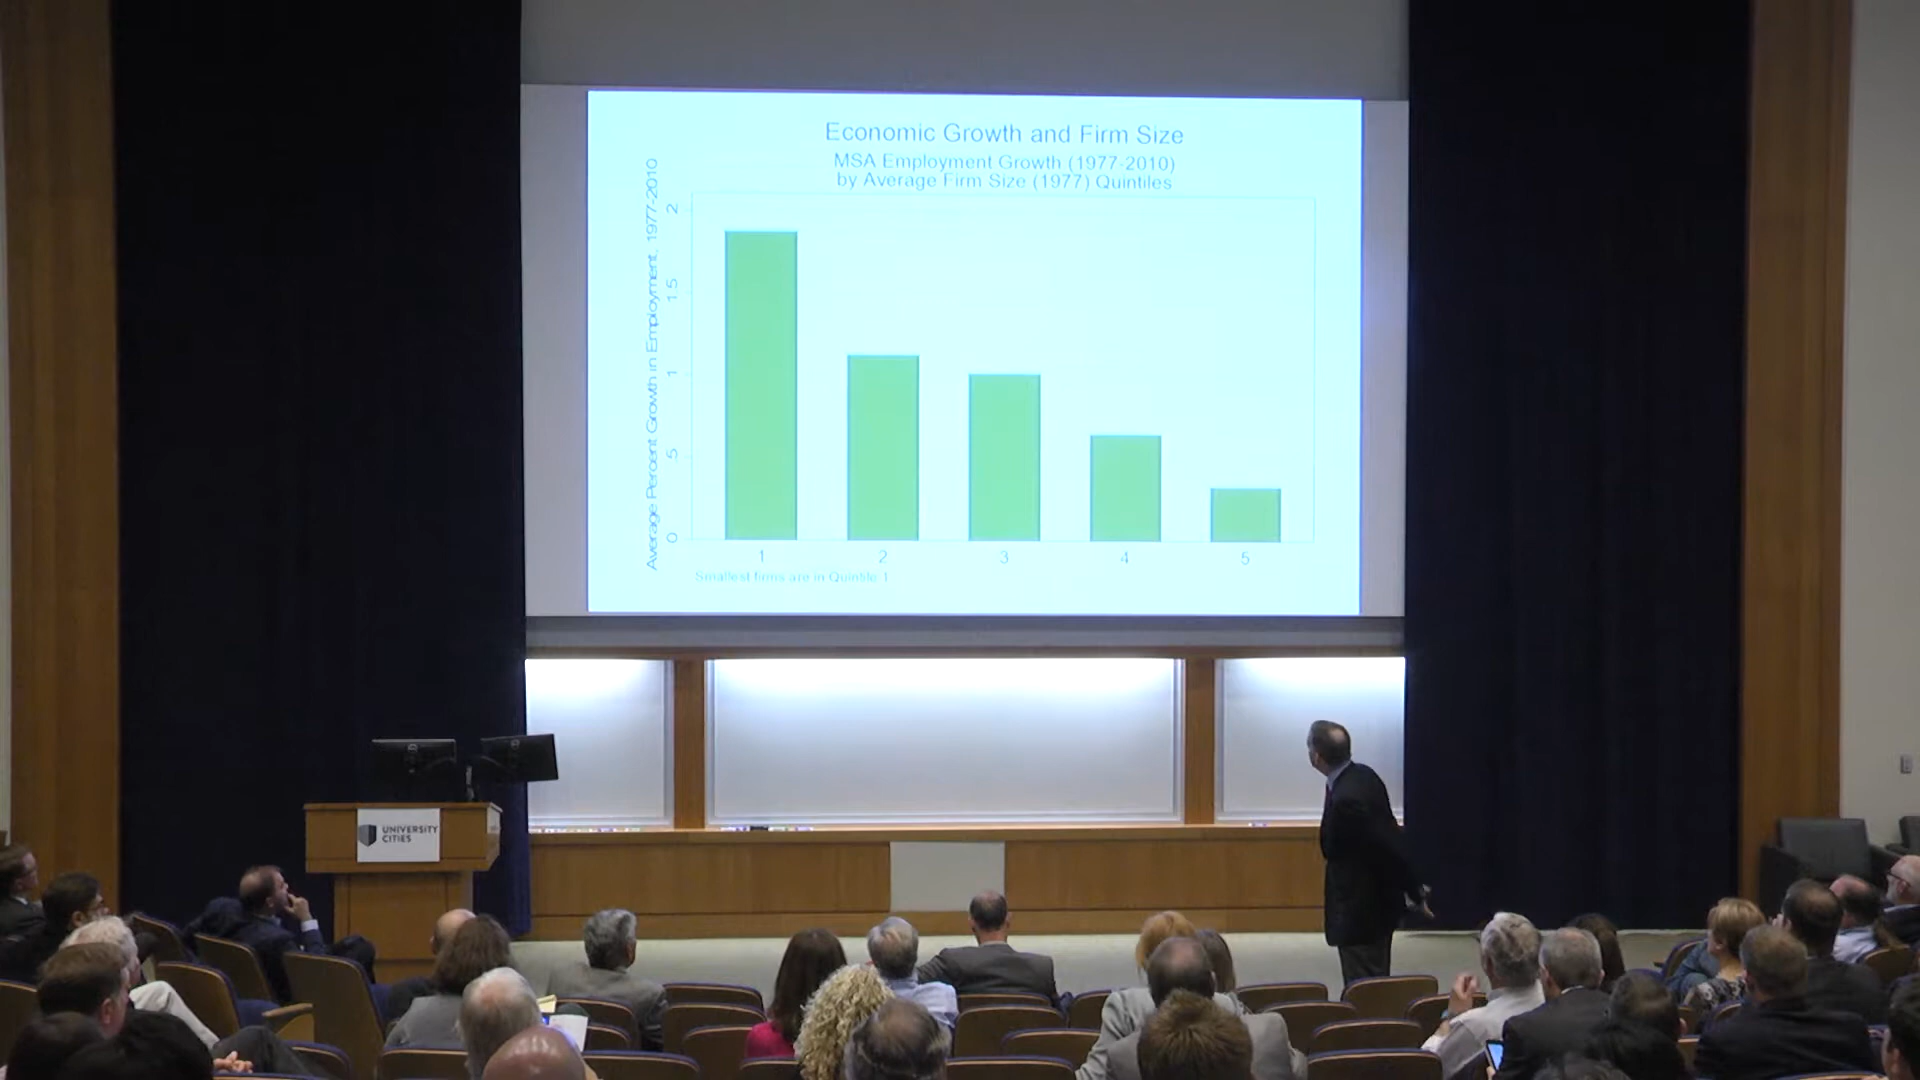 Economic Growth and Firm Size
MSA Employment Growth (1977-2010)
by Average Firm Size (1977) Quintiles
Average Percent Growth in Employment, 1977-2010
2
1.5
1
.5
0
1 2 3 4 5
Smallest firms are in Quintile 1
UNIVERSITY
CITIES